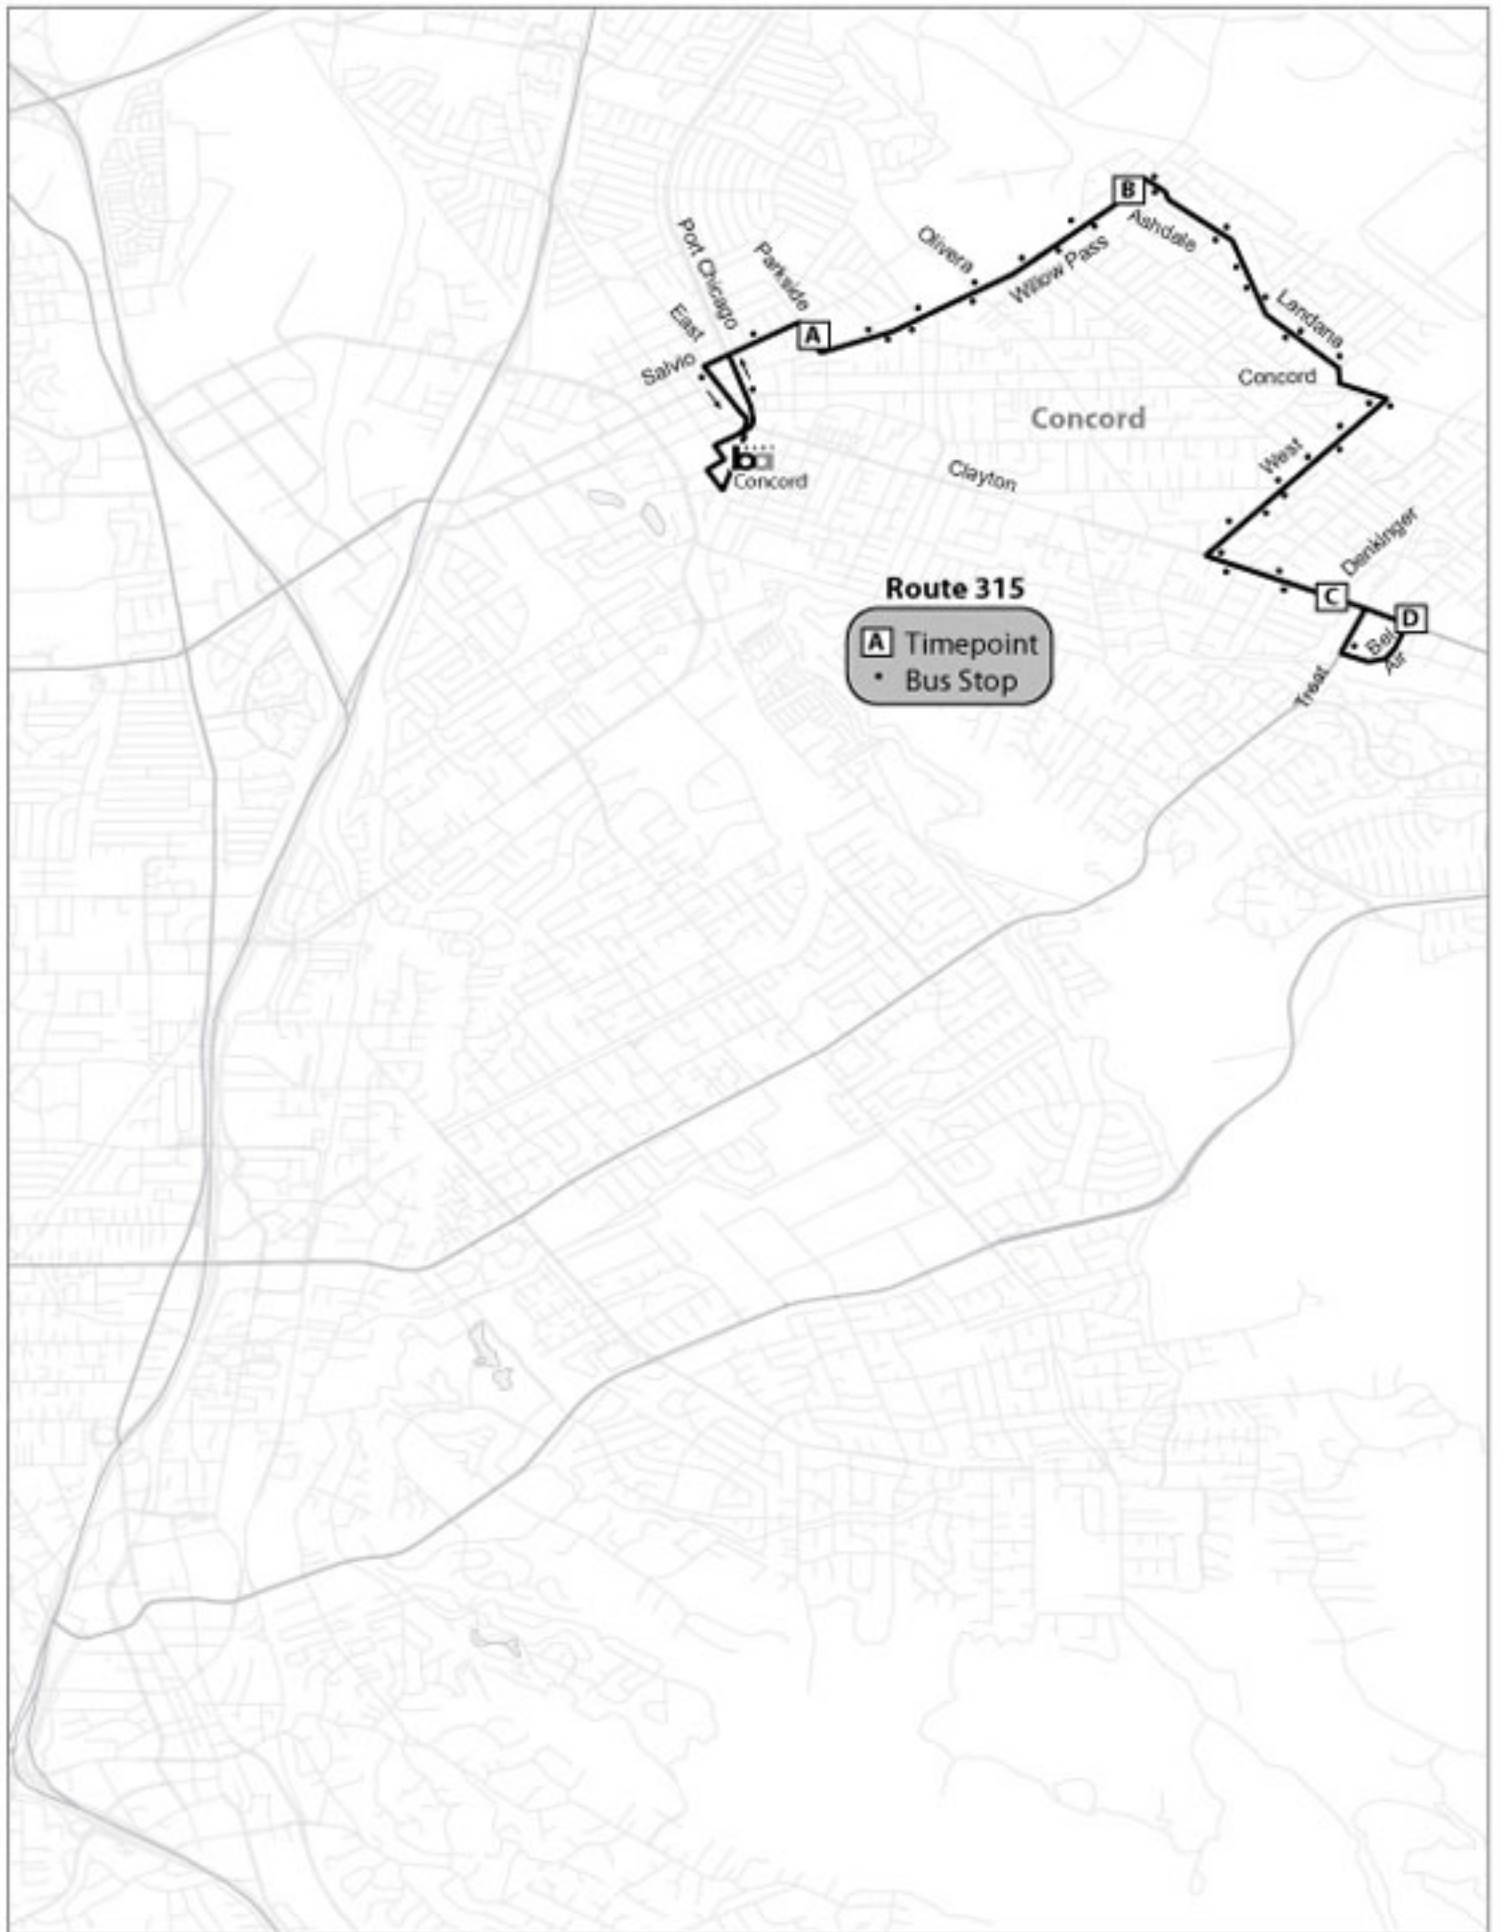 B
Ashdale
Port Chicago
Parkside
Olivera
Willow Pass
East
Salvio
A
Landana
Concord
Concord
West
Clayton
ba
Concord
Denkinger
Route 315
A Timepoint
• Bus Stop
C
D
Bel
Air
Treat